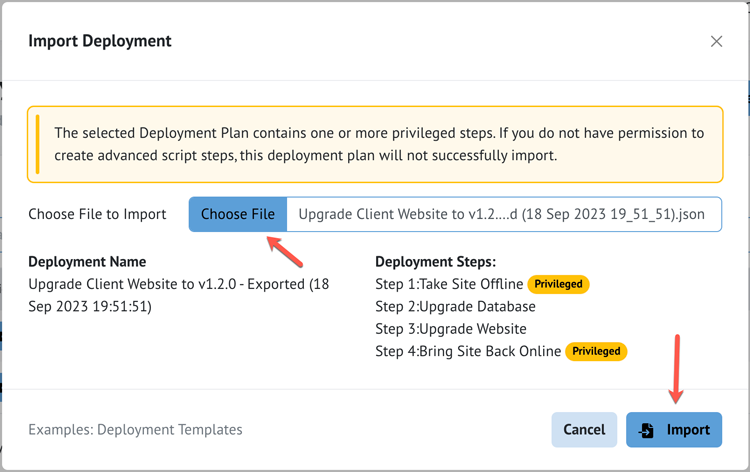 Import Deployment
The selected Deployment Plan contains one or more privileged steps. If you do not have permission to
create advanced script steps, this deployment plan will not successfully import.
Choose File to Import
Choose File
Upgrade Client Website to v1.2....d (18 Sep 2023 19_51_51).json
Deployment Name
Upgrade Client Website to v1.2.0 - Exported (18
Sep 2023 19:51:51)
Deployment Steps:
Step 1:Take Site Offline Privileged
Step 2:Upgrade Database
Step 3:Upgrade Website
Step 4:Bring Site Back Online Privileged
Examples: Deployment Templates
Cancel
Import